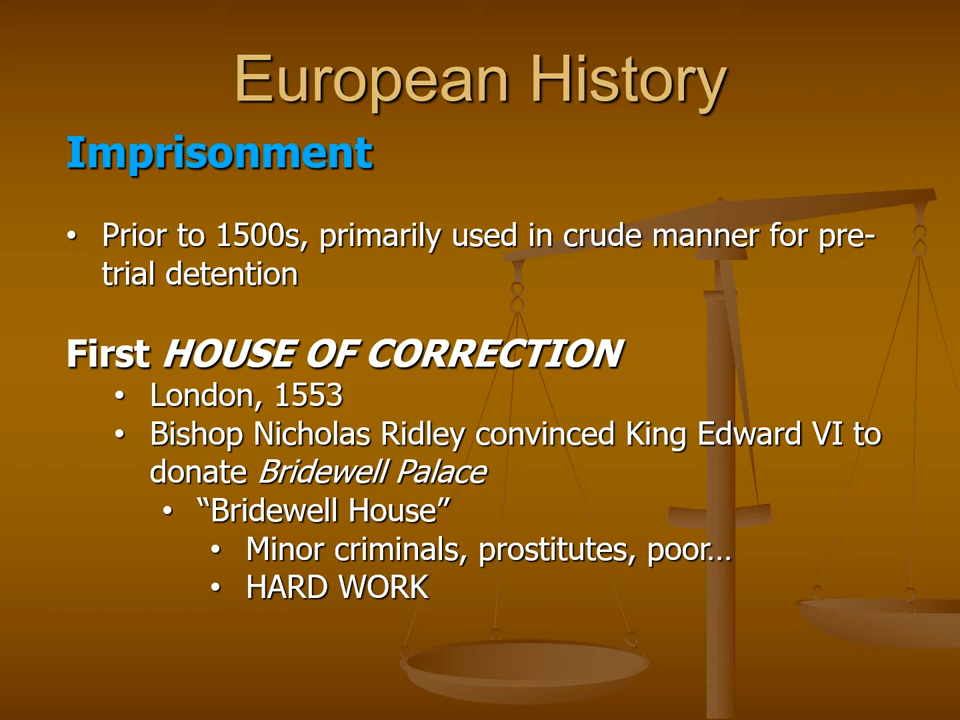 European History
Imprisonment
• Prior to 1500s, primarily used in crude manner for pre-
trial detention
First HOUSE OF CORRECTION
• London, 1553
• Bishop Nicholas Ridley convinced King Edward VI to
donate Bridewell Palace
• “Bridewell House”
• Minor criminals, prostitutes, poor…
• HARD WORK